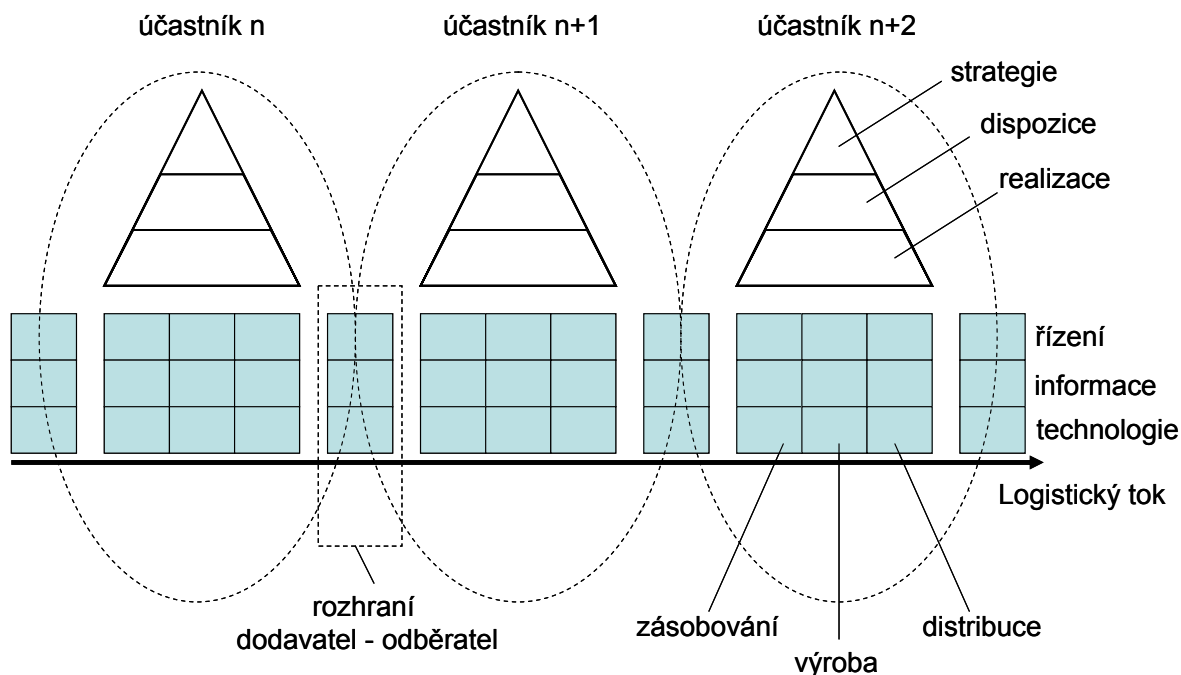 účastník n
účastník n+1
účastník n+2
strategie
dispozice
realizace
řízení
informace
technologie
Logistický tok
rozhraní
dodavatel - odběratel
zásobování
výroba
distribuce